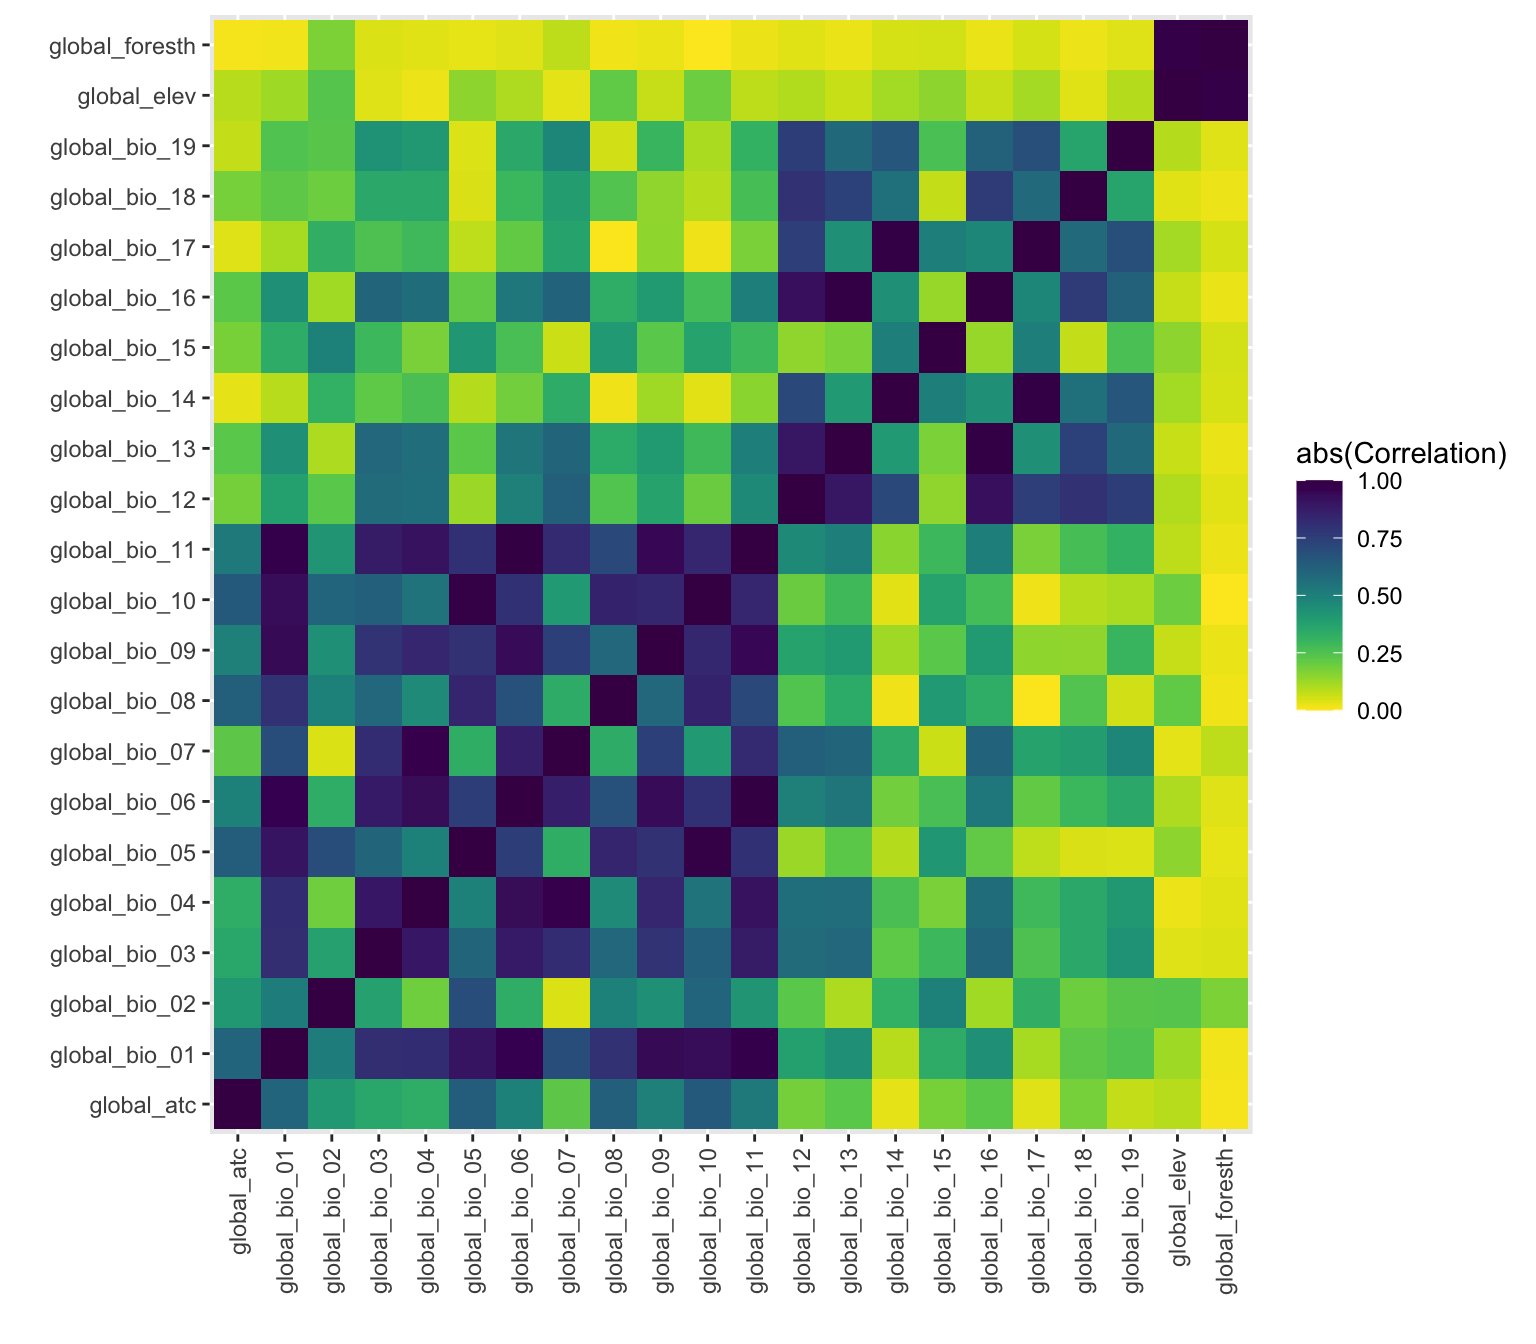 global_foresth
global_elev
global_bio_19
global_bio_18
global_bio_17
global_bio_16
global_bio_15
global_bio_14
global_bio_13
global_bio_12
global_bio_11
global_bio_10
global_bio_09
global_bio_08
global_bio_07
global_bio_06
global_bio_05
global_bio_04
global_bio_03
global_bio_02
global_bio_01
global_atc
global_atc
global_bio_01
global_bio_02
global_bio_03
global_bio_04
global_bio_05
global_bio_06
global_bio_07
global_bio_08
global_bio_09
global_bio_10
global_bio_11
global_bio_12
global_bio_13
global_bio_14
global_bio_15
global_bio_16
global_bio_17
global_bio_18
global_bio_19
global_elev
global_foresth
abs(Correlation)
1.00
0.75
0.50
0.25
0.00